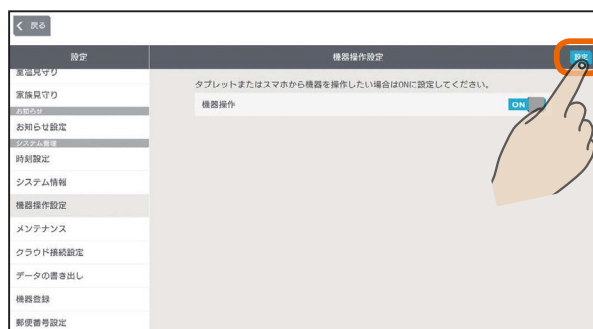 戻る
設定
機器操作設定
設定
室温見守り
家族見守り
お知らせ
お知らせ設定
システム管理
時刻設定
システム情報
機器操作設定
メンテナンス
クラウド接続設定
データの書き出し
機器登録
郵便番号設定
タブレットまたはスマホから機器を操作したい場合はONに設定してください。
機器操作
ON